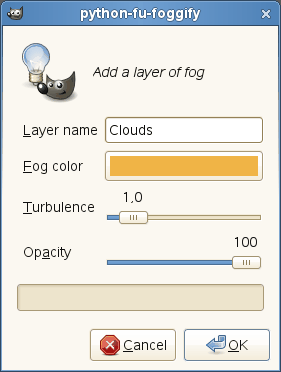 python-fu-foggify
Add a layer of fog
Layer name Clouds
Fog color
1,0
Turbulence
100
Opacity
Cancel OK